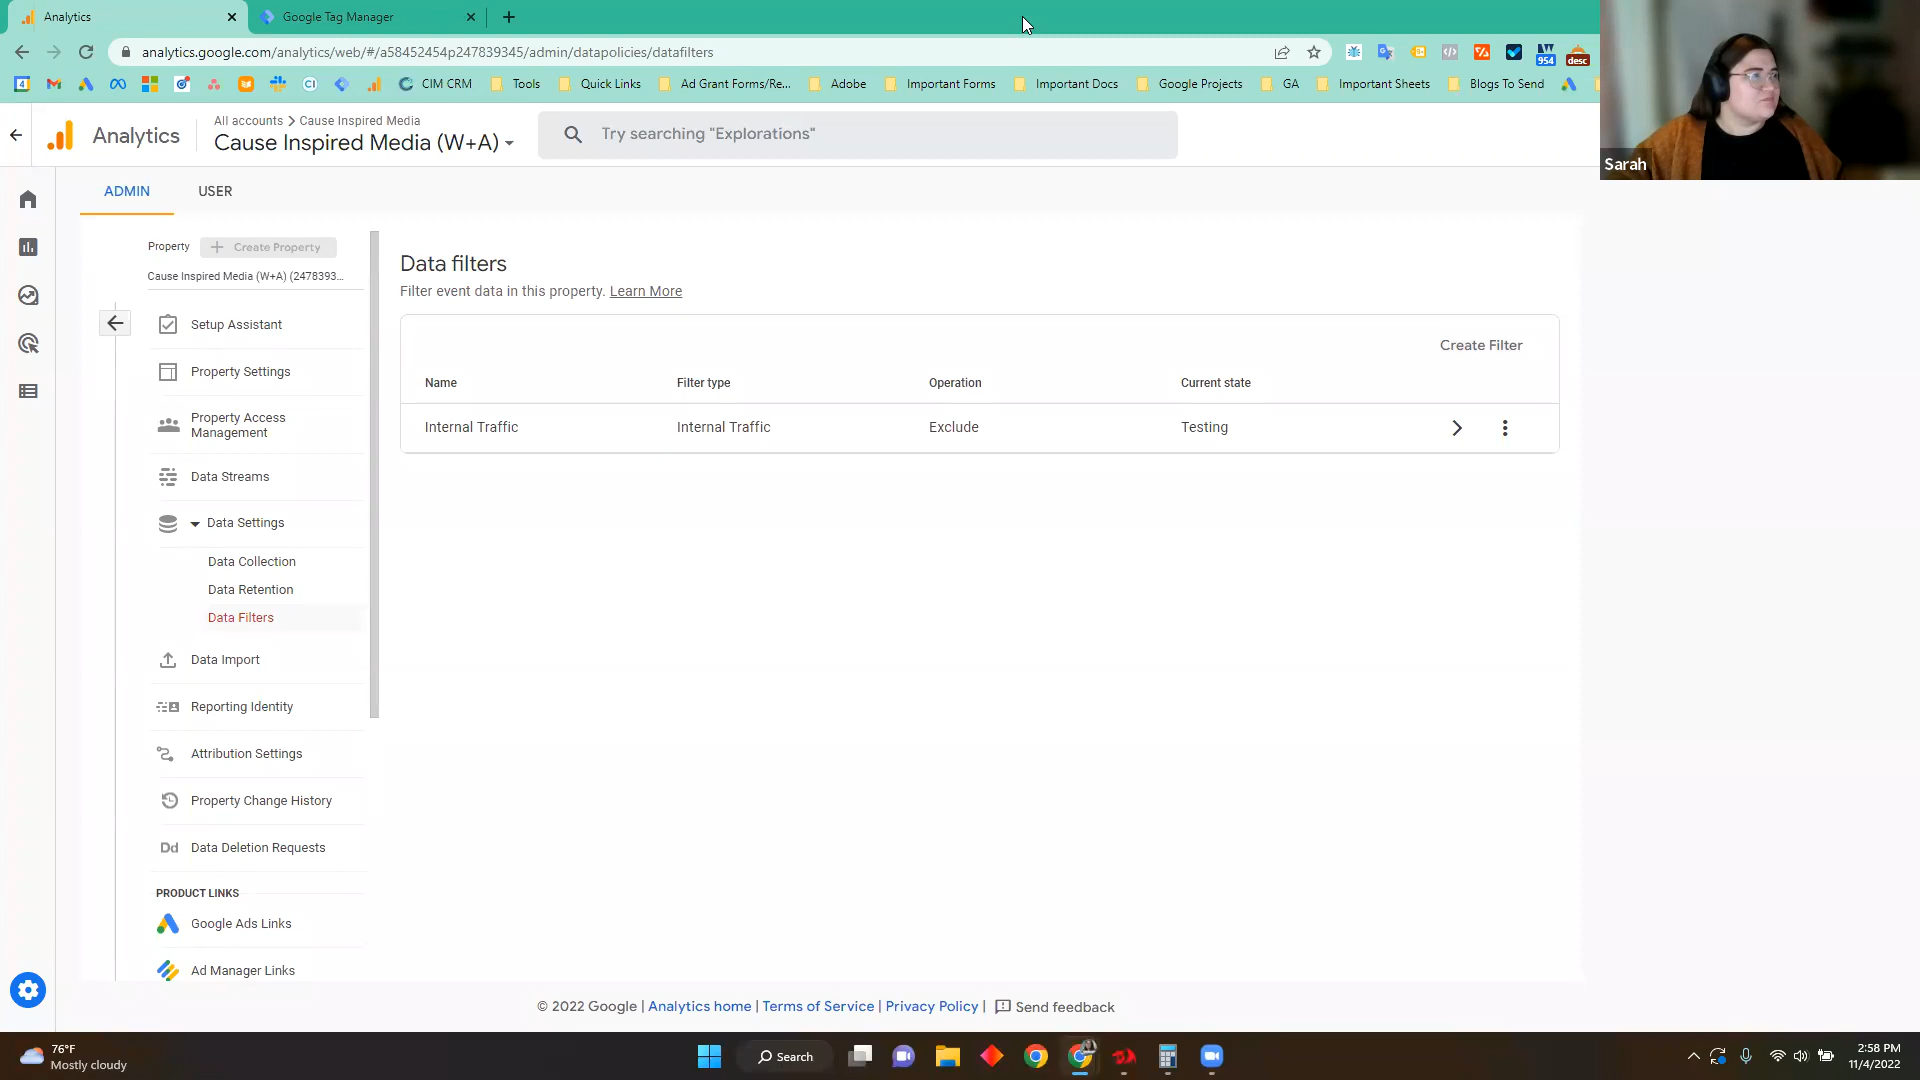 Analytics
Google Tag Manager
analytics.google.com/analytics/web/#/a58452454p247839345/admin/datapolicies/datafilters
954
desc
4
CI
CIM CRM
Tools
Quick Links
Ad Grant Forms/Re...
Adobe
Important Forms
Important Docs
Google Projects
GA
Important Sheets
Blogs To Send
Analytics
All accounts > Cause Inspired Media
Cause Inspired Media (W+A)
Try searching "Explorations"
Sarah
ADMIN
USER
Property
Create Property
Cause Inspired Media (W+A) (2478393...
Setup Assistant
Property Settings
Property Access
Management
Data Streams
Data Settings
Data Collection
Data Retention
Data Filters
Data Import
Reporting Identity
Attribution Settings
Property Change History
Dd Data Deletion Requests
PRODUCT LINKS
Google Ads Links
Ad Manager Links
Data filters
Filter event data in this property. Learn More
Create Filter
Name Filter type Operation Current state
Internal Traffic Internal Traffic Exclude Testing
© 2022 Google | Analytics home | Terms of Service | Privacy Policy | Send feedback
76°F
Mostly cloudy
Search
2:58 PM
11/4/2022